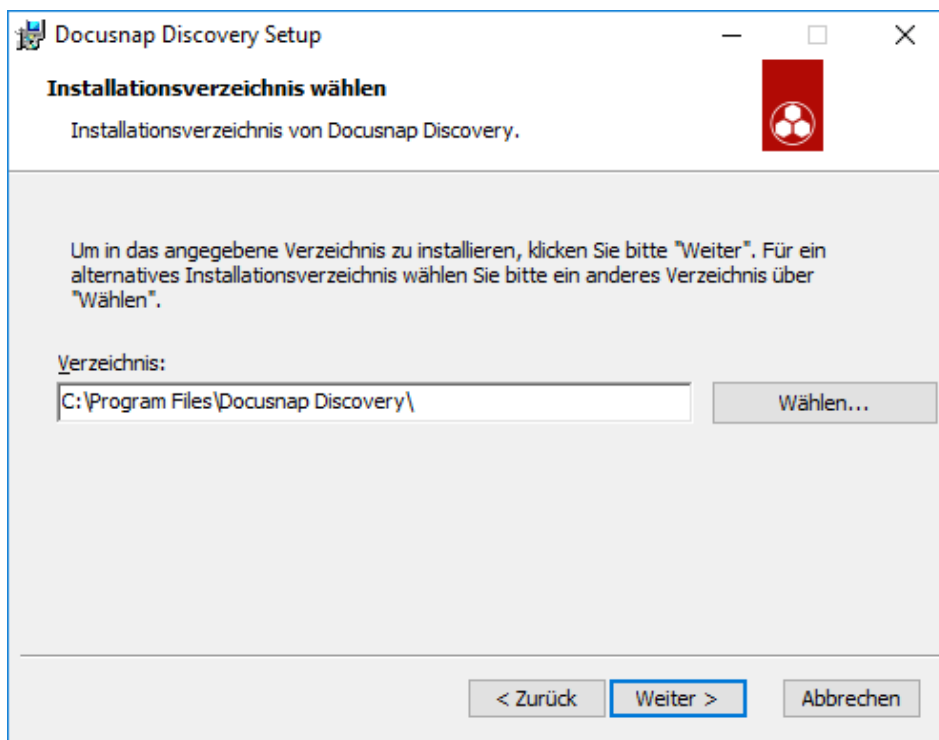 Docusnap Discovery Setup
Installationsverzeichnis wählen
Installationsverzeichnis von Docusnap Discovery.
Um in das angegebene Verzeichnis zu installieren, klicken Sie bitte "Weiter". Für ein
alternatives Installationsverzeichnis wählen Sie bitte ein anderes Verzeichnis über
"Wählen".
Verzeichnis:
C:\Program Files\Docusnap Discovery\
Wählen...
< Zurück
Weiter >
Abbrechen